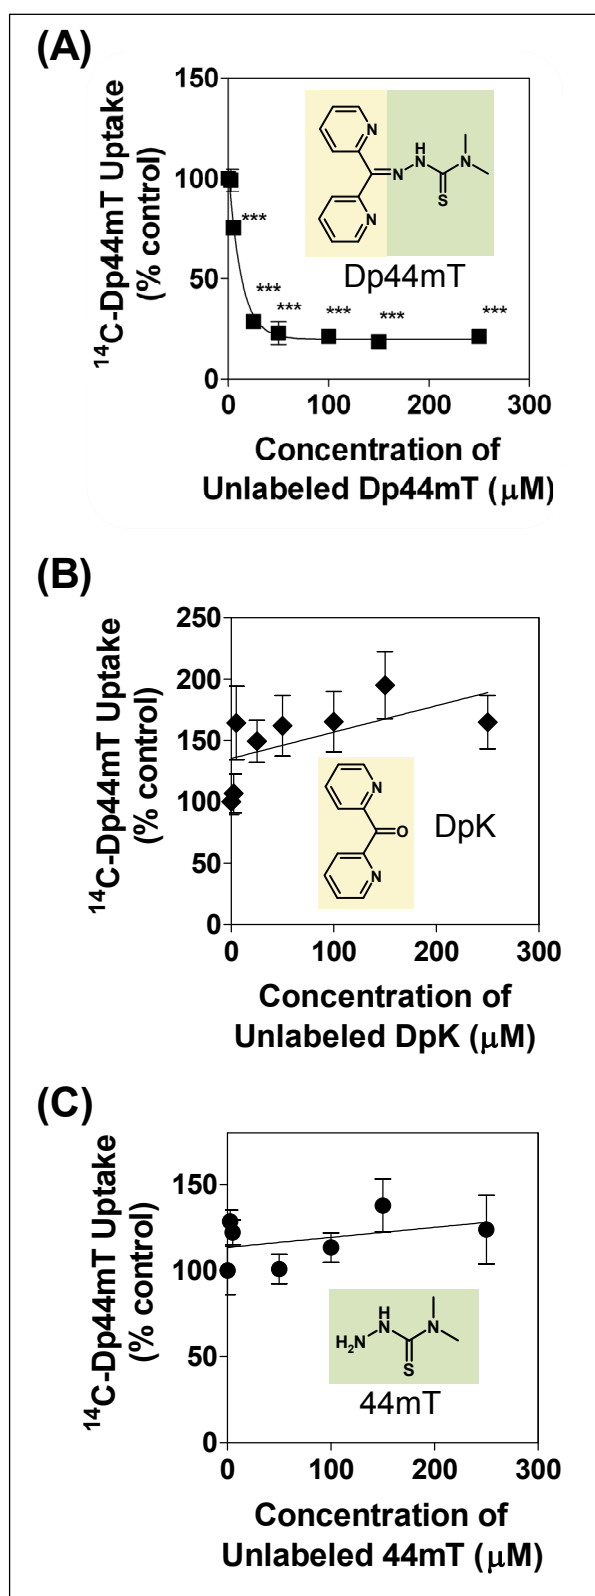 (A)
150
100
50
0
0 100 200 300
***
***
***
***
***
***
N
N
N
H
N
N
S
Dp44mT
¹⁴C-Dp44mT Uptake
(% control)
Concentration of
Unlabeled Dp44mT (μM)
(B)
250
200
150
100
50
0
0 100 200 300
N
O
N
DpK
¹⁴C-Dp44mT Uptake
(% control)
Concentration of
Unlabeled DpK (μM)
(C)
150
100
50
0
0 100 200 300
H₂N
H
N
N
S
44mT
¹⁴C-Dp44mT Uptake
(% control)
Concentration of
Unlabeled 44mT (μM)